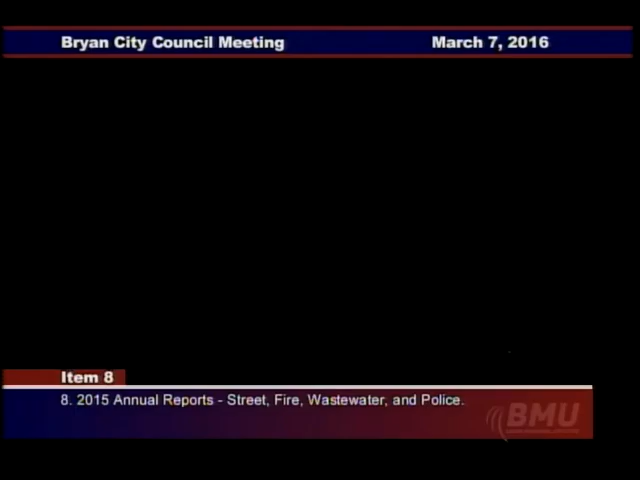 Bryan City Council Meeting
March 7, 2016
Item 8
8. 2015 Annual Reports - Street, Fire, Wastewater, and Police.
BMU